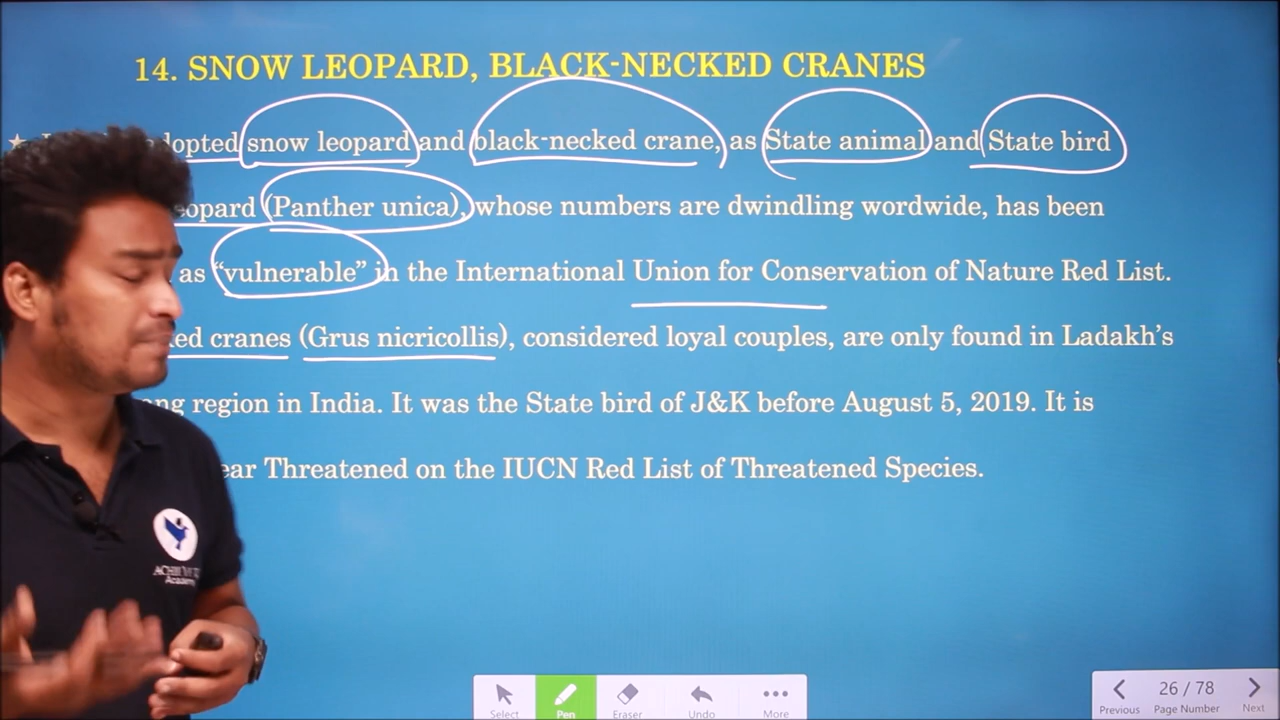 14. SNOW LEOPARD, BLACK-NECKED CRANES
adopted snow leopard and black-necked crane, as State animal and State bird
(Panther unica), whose numbers are dwindling wordwide, has been
as “vulnerable” in the International Union for Conservation of Nature Red List.
cranes (Grus nicricollis), considered loyal couples, are only found in Ladakh’s
region in India. It was the State bird of J&K before August 5, 2019. It is
Threatened on the IUCN Red List of Threatened Species.
Academy
Select
Pen
Eraser
Undo
More
26 / 78
Previous
Page Number
Next